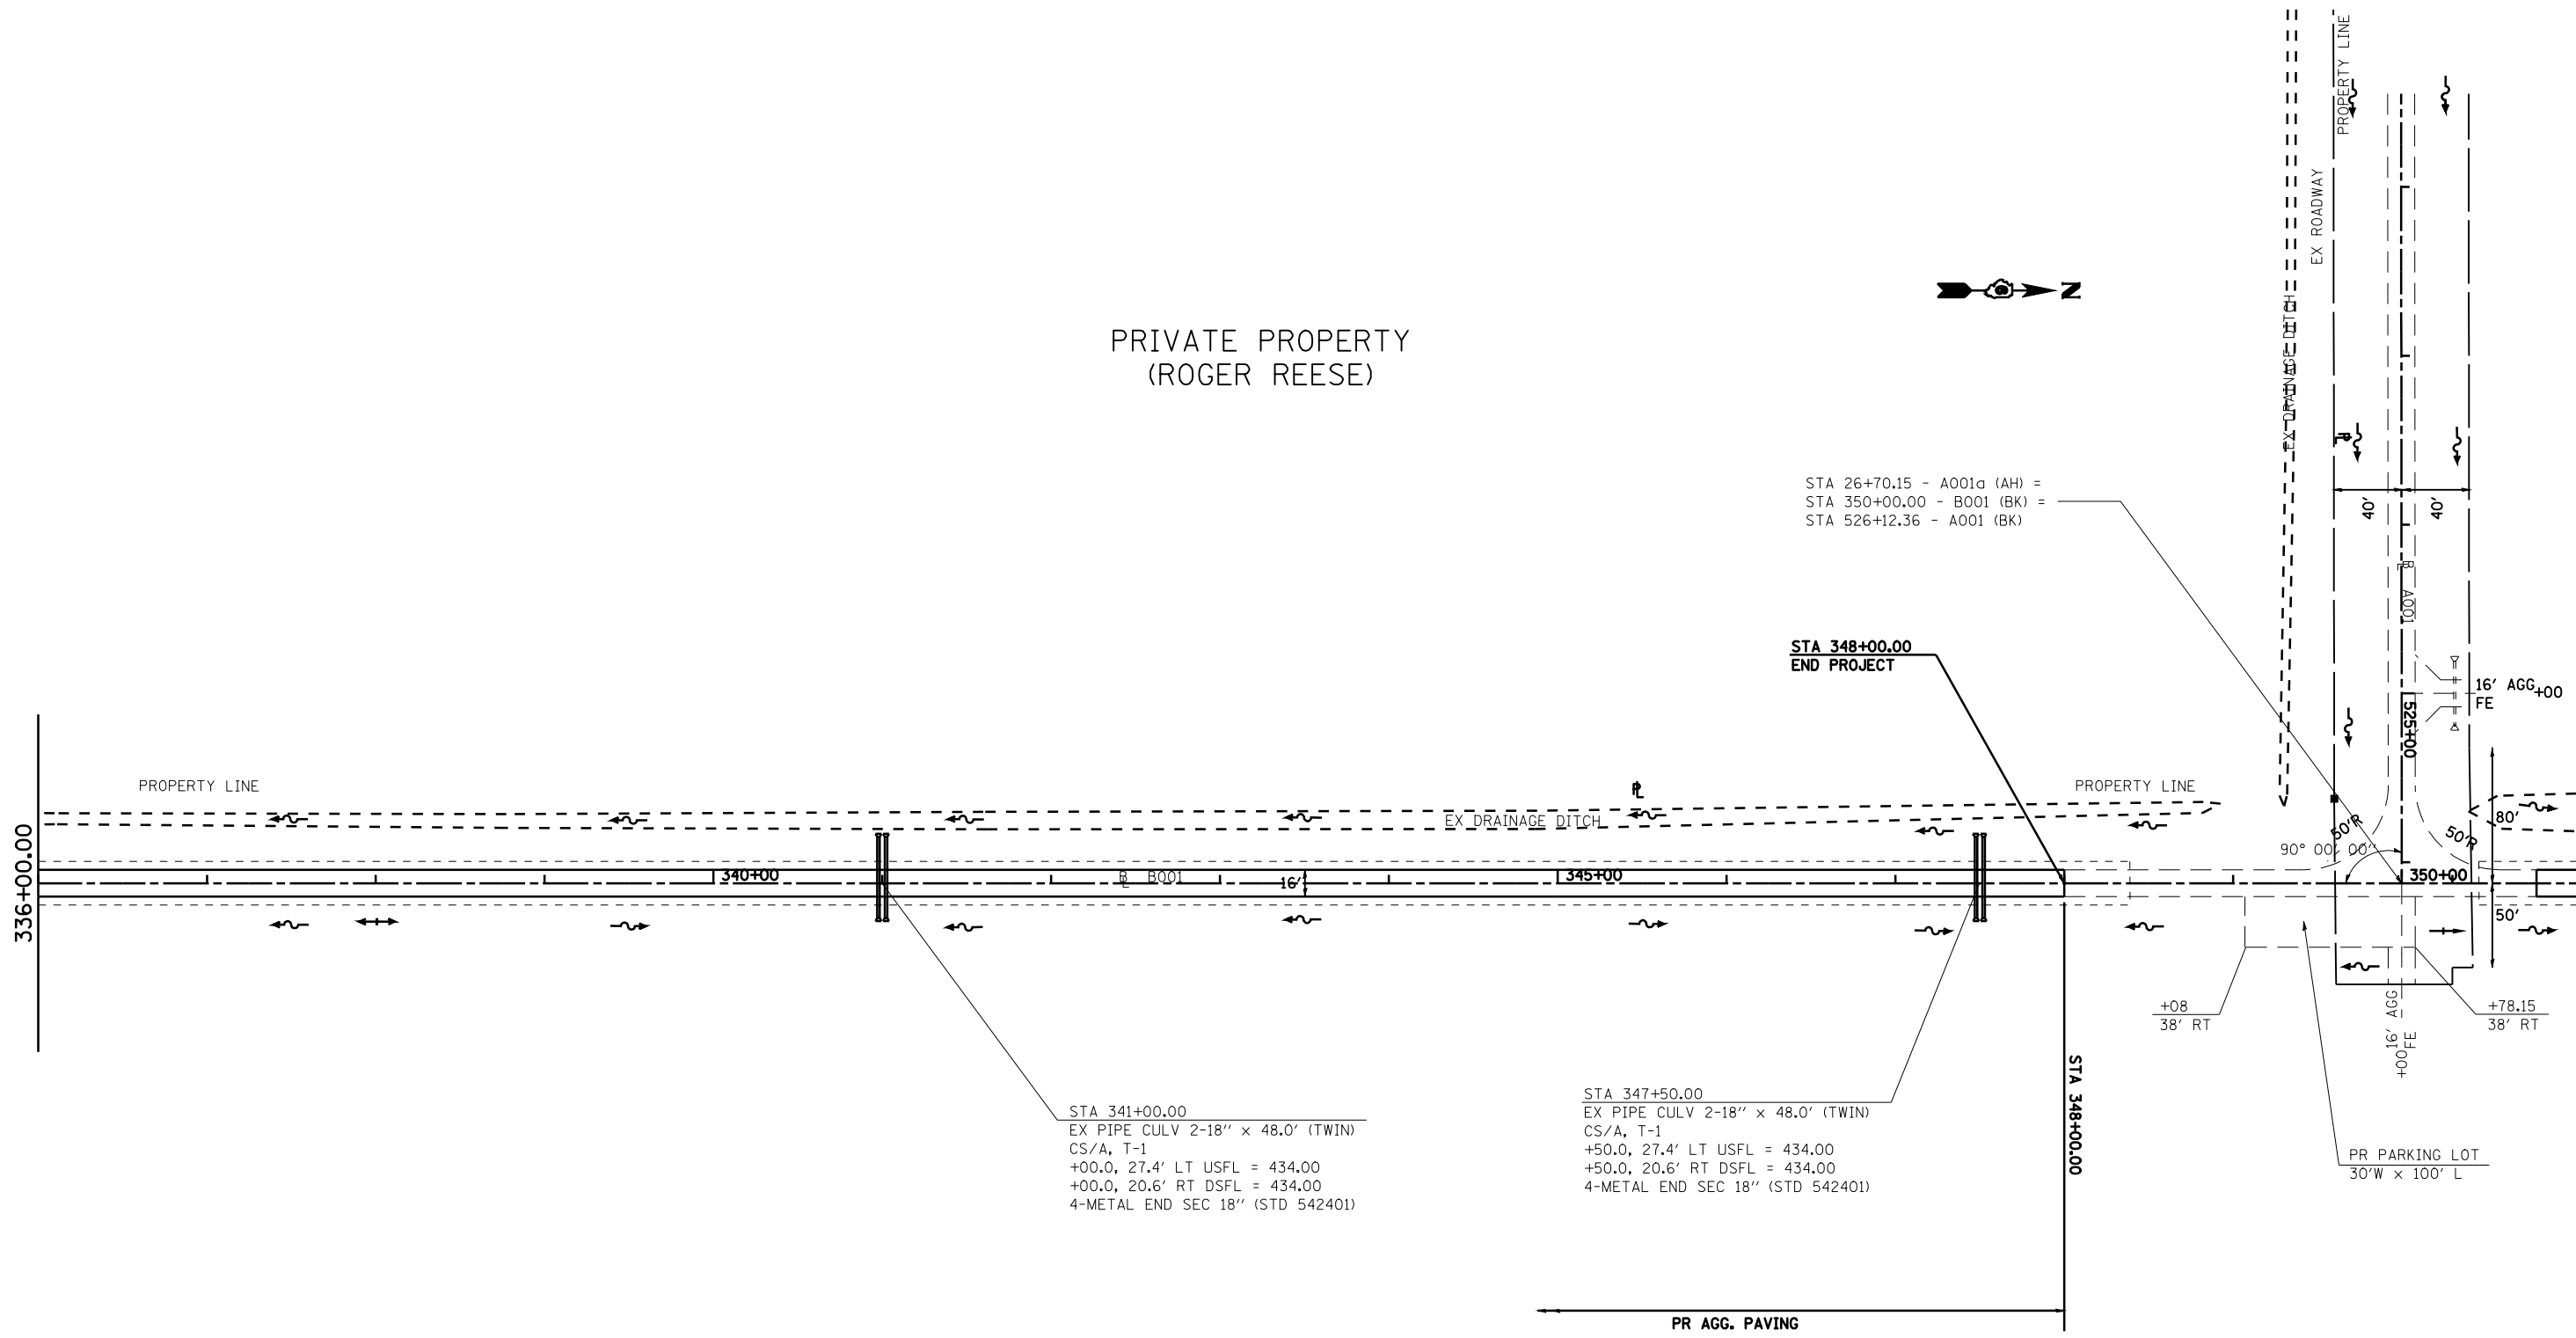 PROPERTY LINE
EX ROADWAY
EX DRAINAGE DITCH
N
PRIVATE PROPERTY
(ROGER REESE)
PL
STA 26+70.15 - A001a (AH) =
STA 350+00.00 - B001 (BK) =
STA 526+12.36 - A001 (BK)
40'
40'
BL A001
STA 348+00.00
END PROJECT
16' AGG
FE
+00
525+00
PROPERTY LINE
PL
PROPERTY LINE
EX DRAINAGE DITCH
80'
50'R
50'R
90° 00' 00"
336+00.00
340+00
BL B001
16'
345+00
350+00
50'
+08
38' RT
+78.15
38' RT
16' AGG
FE
+00
STA 348+00.00
STA 341+00.00
EX PIPE CULV 2-18" x 48.0' (TWIN)
CS/A, T-1
+00.0, 27.4' LT USFL = 434.00
+00.0, 20.6' RT DSFL = 434.00
4-METAL END SEC 18" (STD 542401)
STA 347+50.00
EX PIPE CULV 2-18" x 48.0' (TWIN)
CS/A, T-1
+50.0, 27.4' LT USFL = 434.00
+50.0, 20.6' RT DSFL = 434.00
4-METAL END SEC 18" (STD 542401)
PR PARKING LOT
30'W x 100' L
PR AGG. PAVING